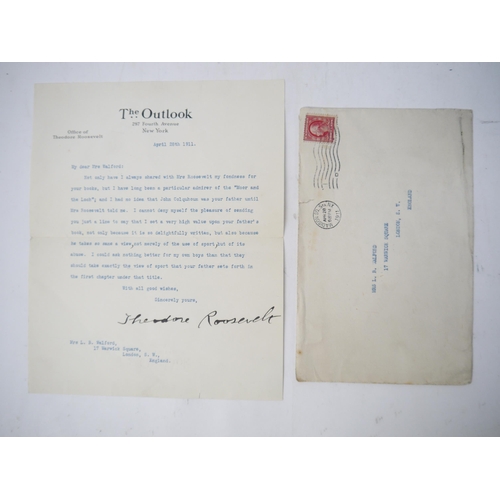 The Outlook
287 Fourth Avenue
New York
Office of
Theodore Roosevelt
April 28th 1911.
My dear Mrs Walford:
Not only have I always shared with Mrs Roosevelt my fondness for
your books, but I have long been a particular admirer of the "Moor and
the Loch"; and I had no idea that John Colquhoun was your father until
Mrs Roosevelt told me. I cannot deny myself the pleasure of sending
you just a line to say that I set a very high value upon your father's
book, not only because it is so delightfully written, but also because
he takes so sane a view, not merely of the use of sport, but of its
abuse. I could ask nothing better for my own boys than that they
should take exactly the view of sport that your father sets forth in
the first chapter under that title.
With all good wishes,
Sincerely yours,
Theodore Roosevelt
Mrs L. B. Walford,
17 Warwick Square,
London, S. W.,
England.
MRS L. B. WALFORD
17 WARWICK SQUARE
LONDON, S. W.
ENGLAND